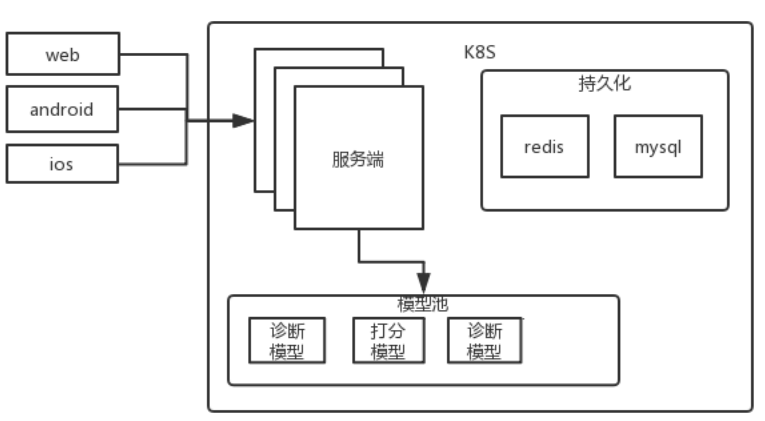 web
android
ios
K8S
服务端
持久化
redis
mysql
模型池
诊断
模型
打分
模型
诊断
模型